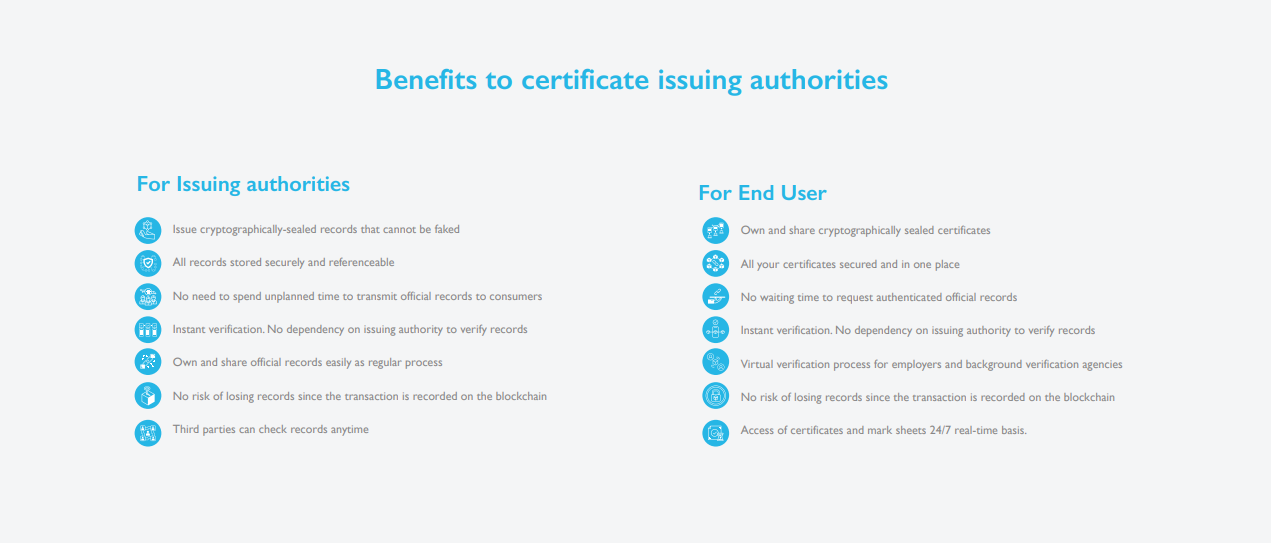 Benefits to certificate issuing authorities
For Issuing authorities
Issue cryptographically-sealed records that cannot be faked
All records stored securely and referenceable
No need to spend unplanned time to transmit official records to consumers
Instant verification. No dependency on issuing authority to verify records
Own and share official records easily as regular process
No risk of losing records since the transaction is recorded on the blockchain
Third parties can check records anytime
For End User
Own and share cryptographically sealed certificates
All your certificates secured and in one place
No waiting time to request authenticated official records
Instant verification. No dependency on issuing authority to verify records
Virtual verification process for employers and background verification agencies
No risk of losing records since the transaction is recorded on the blockchain
Access of certificates and mark sheets 24/7 real-time basis.